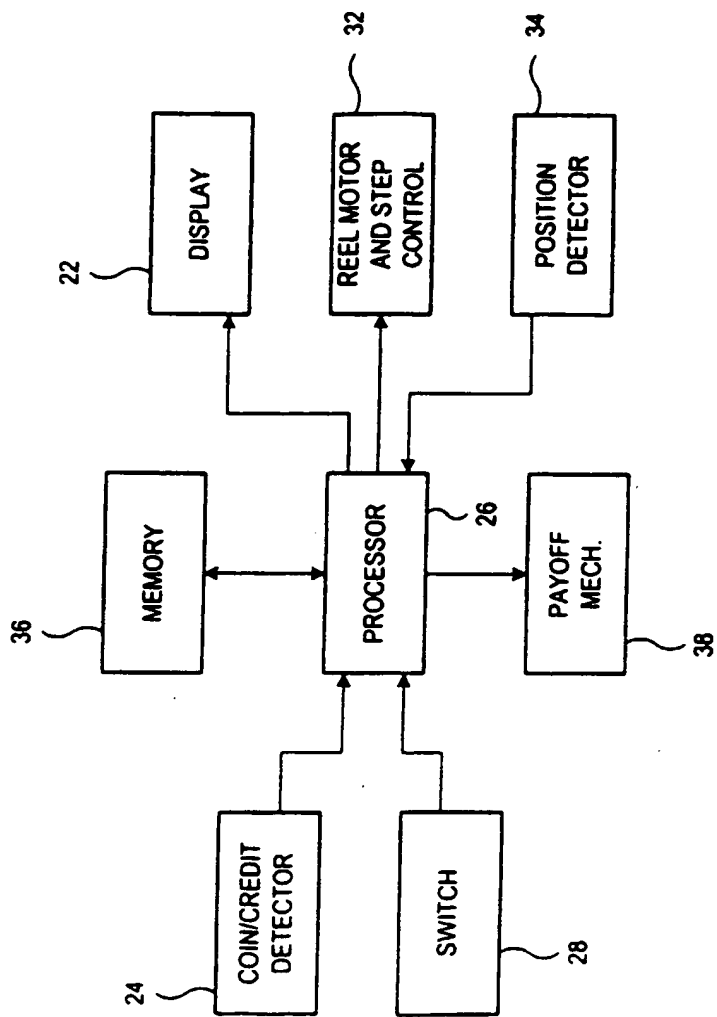 24
COIN/CREDIT
DETECTOR
SWITCH
28
36
MEMORY
PROCESSOR
26
PAYOFF
MECH.
38
22
DISPLAY
32
REEL MOTOR
AND STEP
CONTROL
34
POSITION
DETECTOR